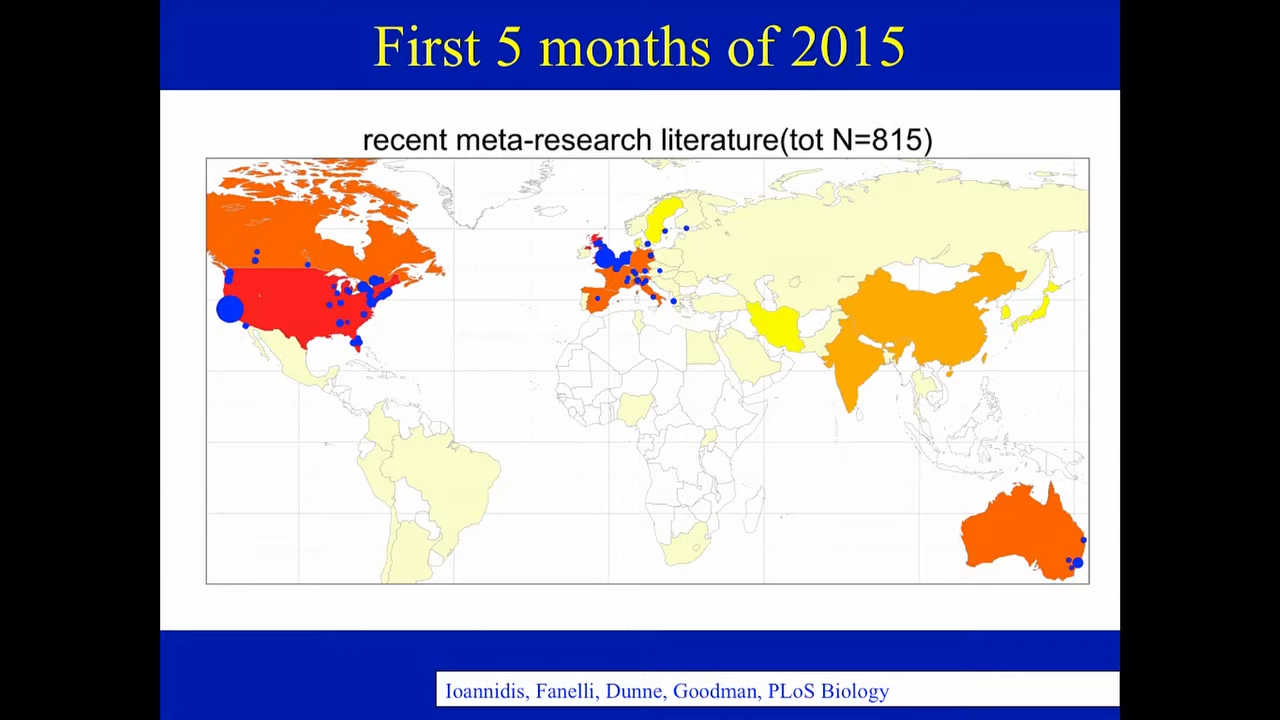 First 5 months of 2015
recent meta-research literature(tot N=815)
Ioannidis, Fanelli, Dunne, Goodman, PLoS Biology